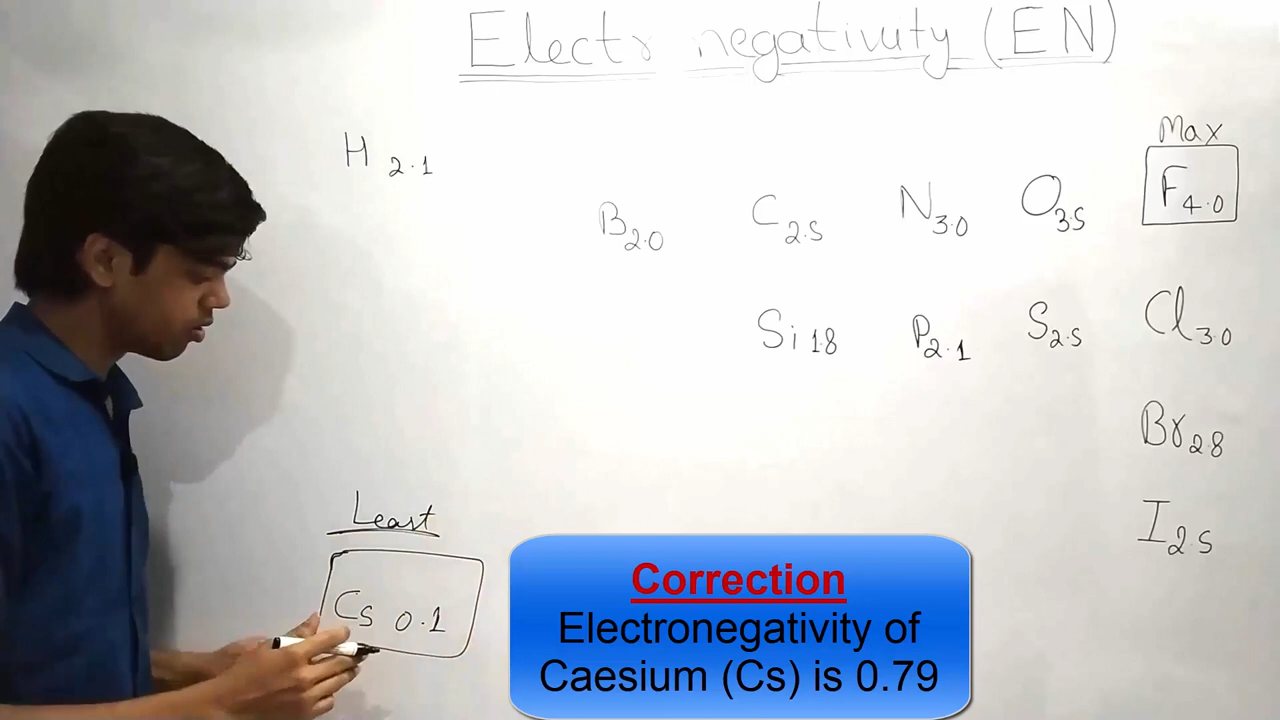 Electr negativity (EN)
Max
H 2.1
F 4.0
B 2.0 C 2.5 N 3.0 O 3.5
Si 1.8 P 2.1 S 2.5 Cl 3.0
Br 2.8
Least
I 2.5
Cs 0.1
Correction
Electronegativity of
Caesium (Cs) is 0.79